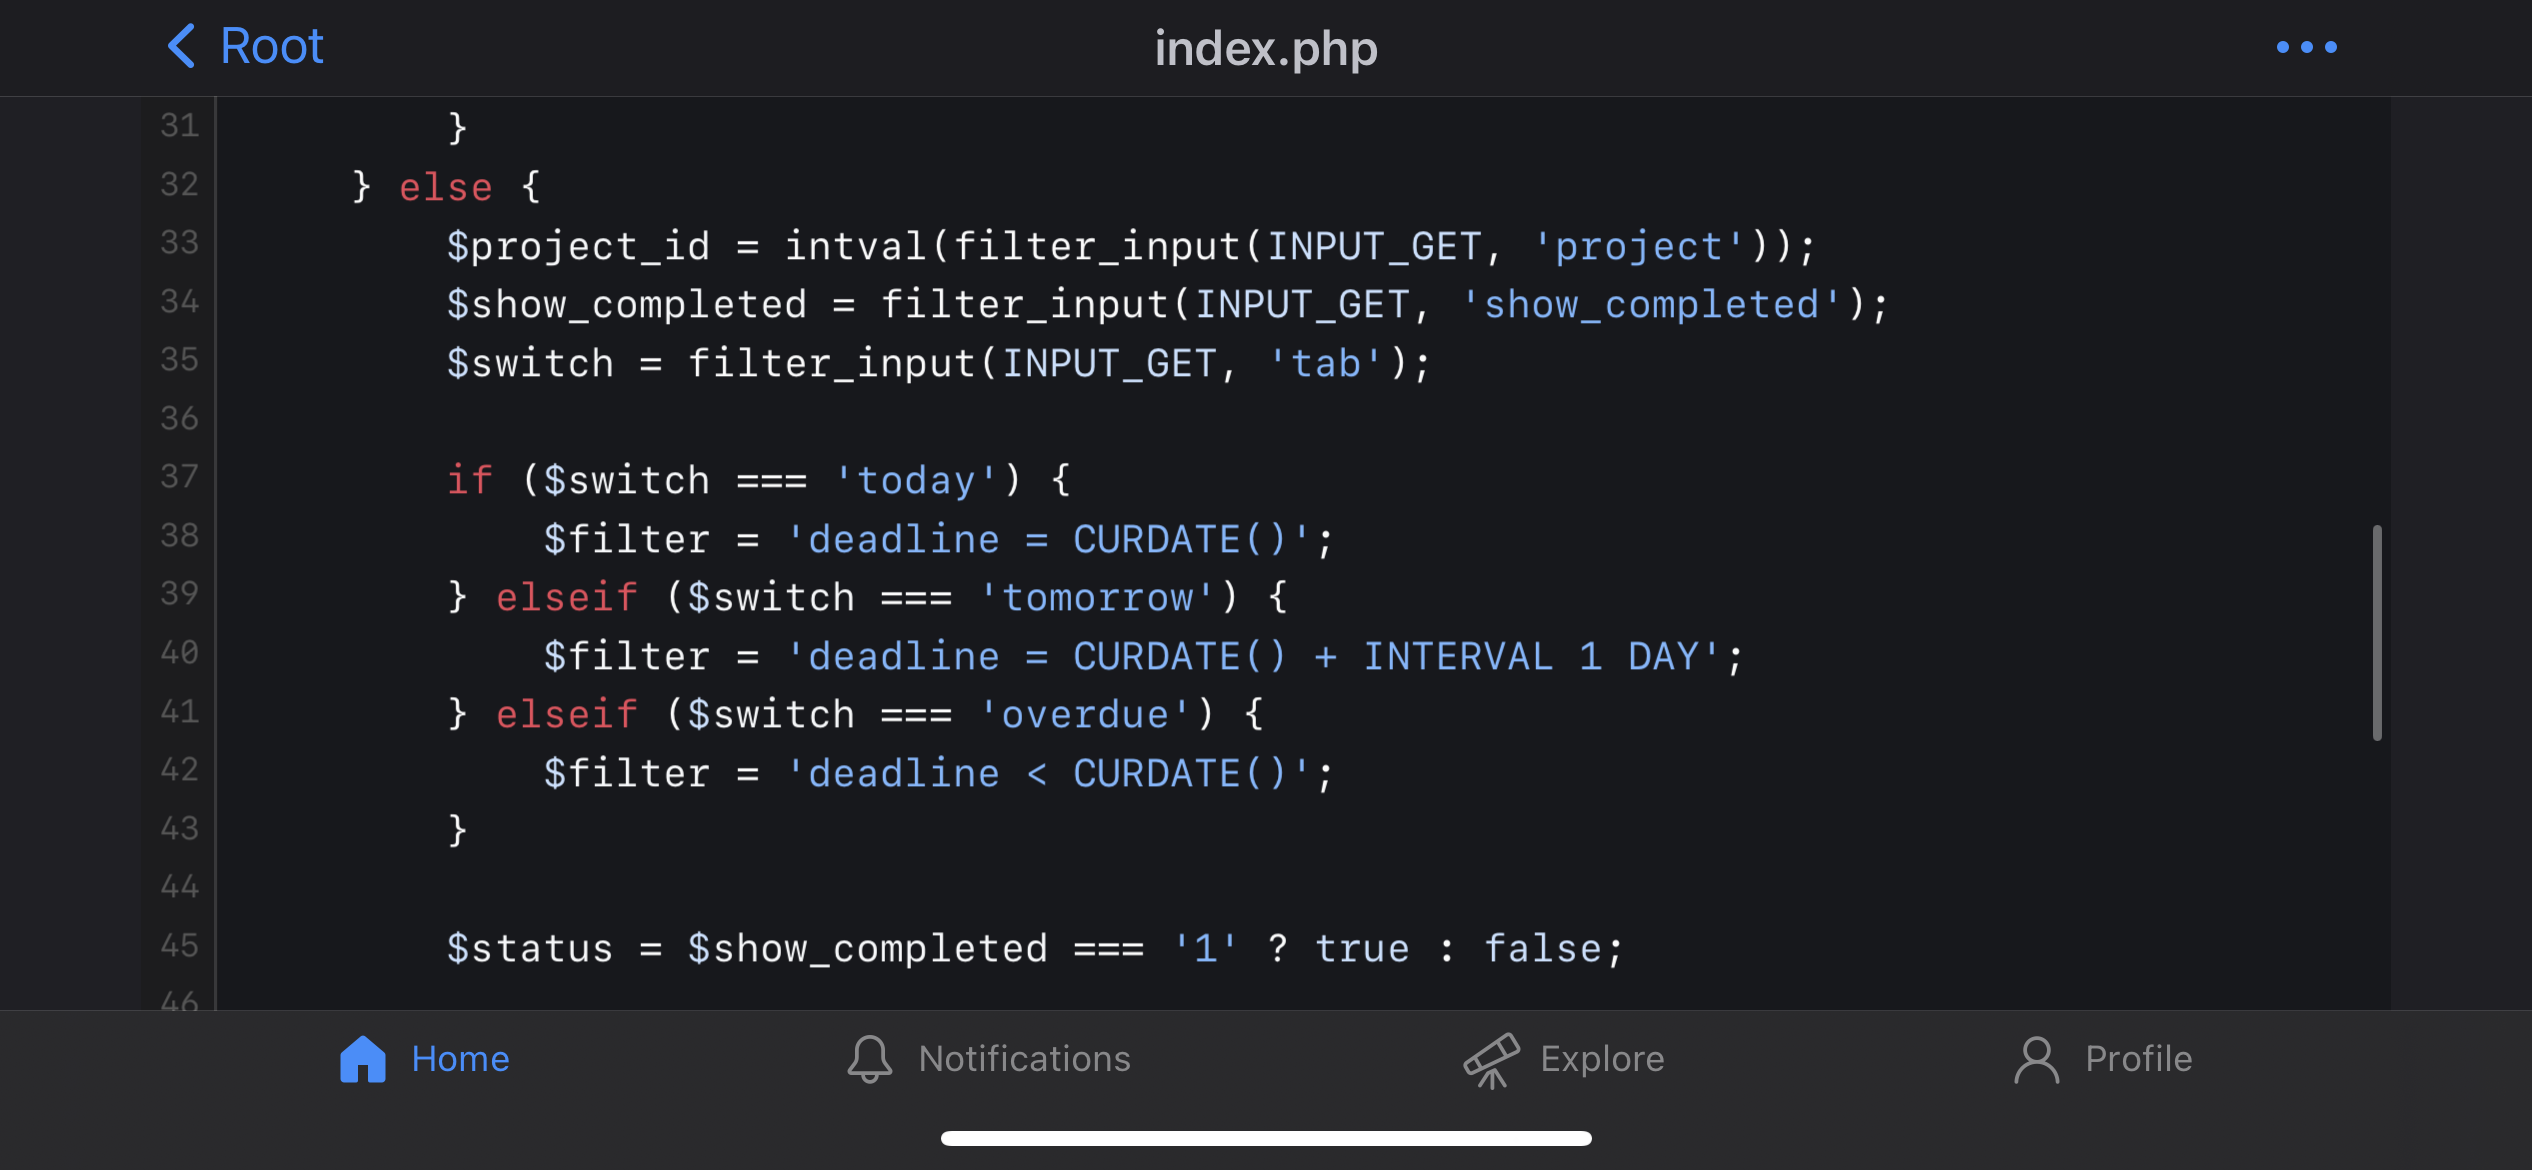 Root
index.php
31 }
32 } else {
33 $project_id = intval(filter_input(INPUT_GET, 'project'));
34 $show_completed = filter_input(INPUT_GET, 'show_completed');
35 $switch = filter_input(INPUT_GET, 'tab');
36
37 if ($switch === 'today') {
38 $filter = 'deadline = CURDATE()';
39 } elseif ($switch === 'tomorrow') {
40 $filter = 'deadline = CURDATE() + INTERVAL 1 DAY';
41 } elseif ($switch === 'overdue') {
42 $filter = 'deadline < CURDATE()';
43 }
44
45 $status = $show_completed === '1' ? true : false;
46
Home
Notifications
Explore
Profile